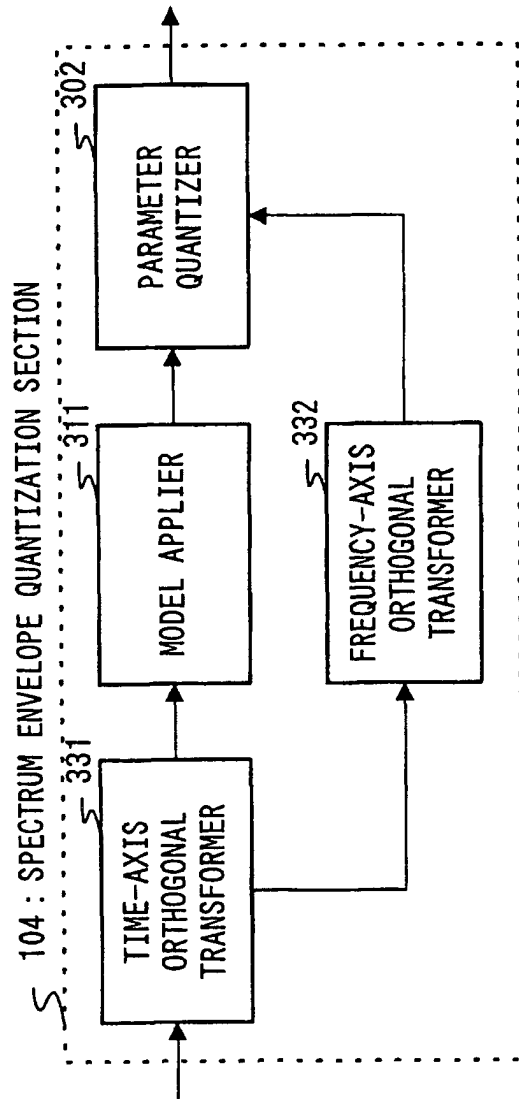 104 : SPECTRUM ENVELOPE QUANTIZATION SECTION
331
TIME-AXIS
ORTHOGONAL
TRANSFORMER
311
MODEL APPLIER
302
PARAMETER
QUANTIZER
332
FREQUENCY-AXIS
ORTHOGONAL
TRANSFORMER